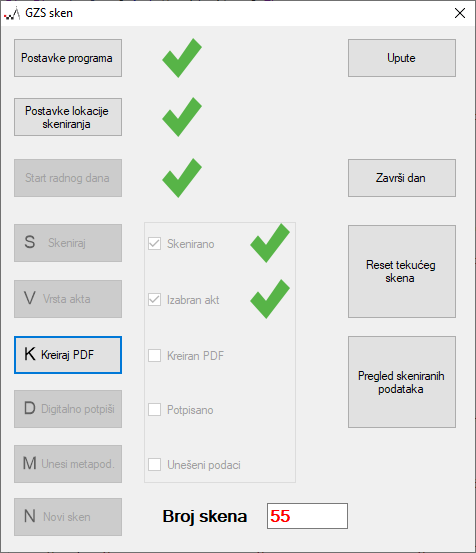 GZS sken
Postavke programa
Upute
Postavke lokacije
skeniranja
Start radnog dana
Završi dan
S Skeniraj
Skenirano
Reset tekućeg
skena
V Vrsta akta
Izabran akt
K Kreiraj PDF
Kreiran PDF
Pregled skeniranih
podataka
D Digitalno potpiši
Potpisano
M Unesi metapod.
Unešeni podaci
N Novi sken
Broj skena 55